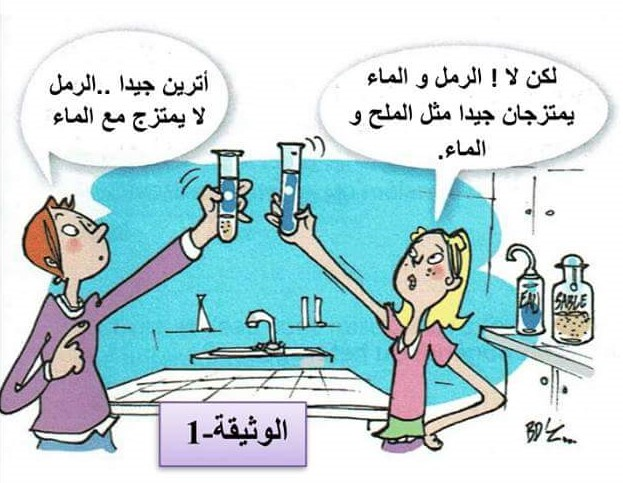 لكن لا ! الرمل و الماء
يمتزجان جيدا مثل الملح و
الماء.
أترين جيدا ..الرمل
لا يمتزج مع الماء
EAU
SABLE
الوثيقة-1